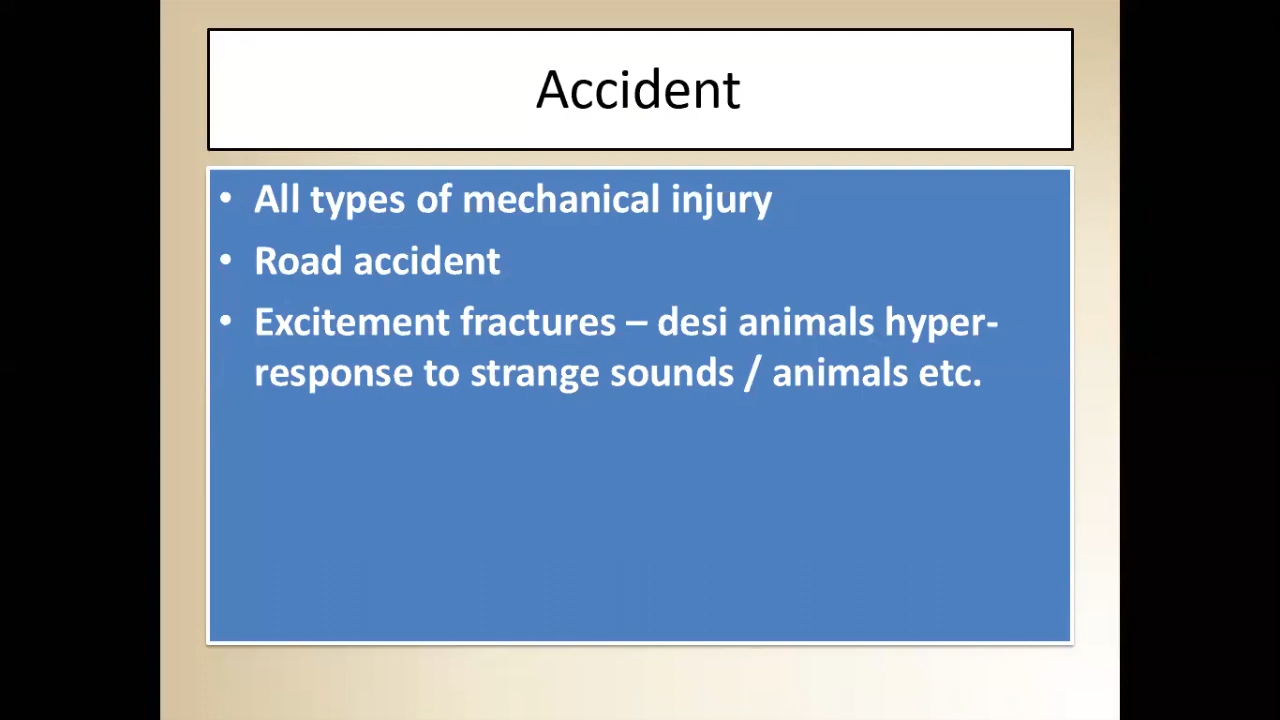 Accident
• All types of mechanical injury
• Road accident
• Excitement fractures – desi animals hyper-
response to strange sounds / animals etc.